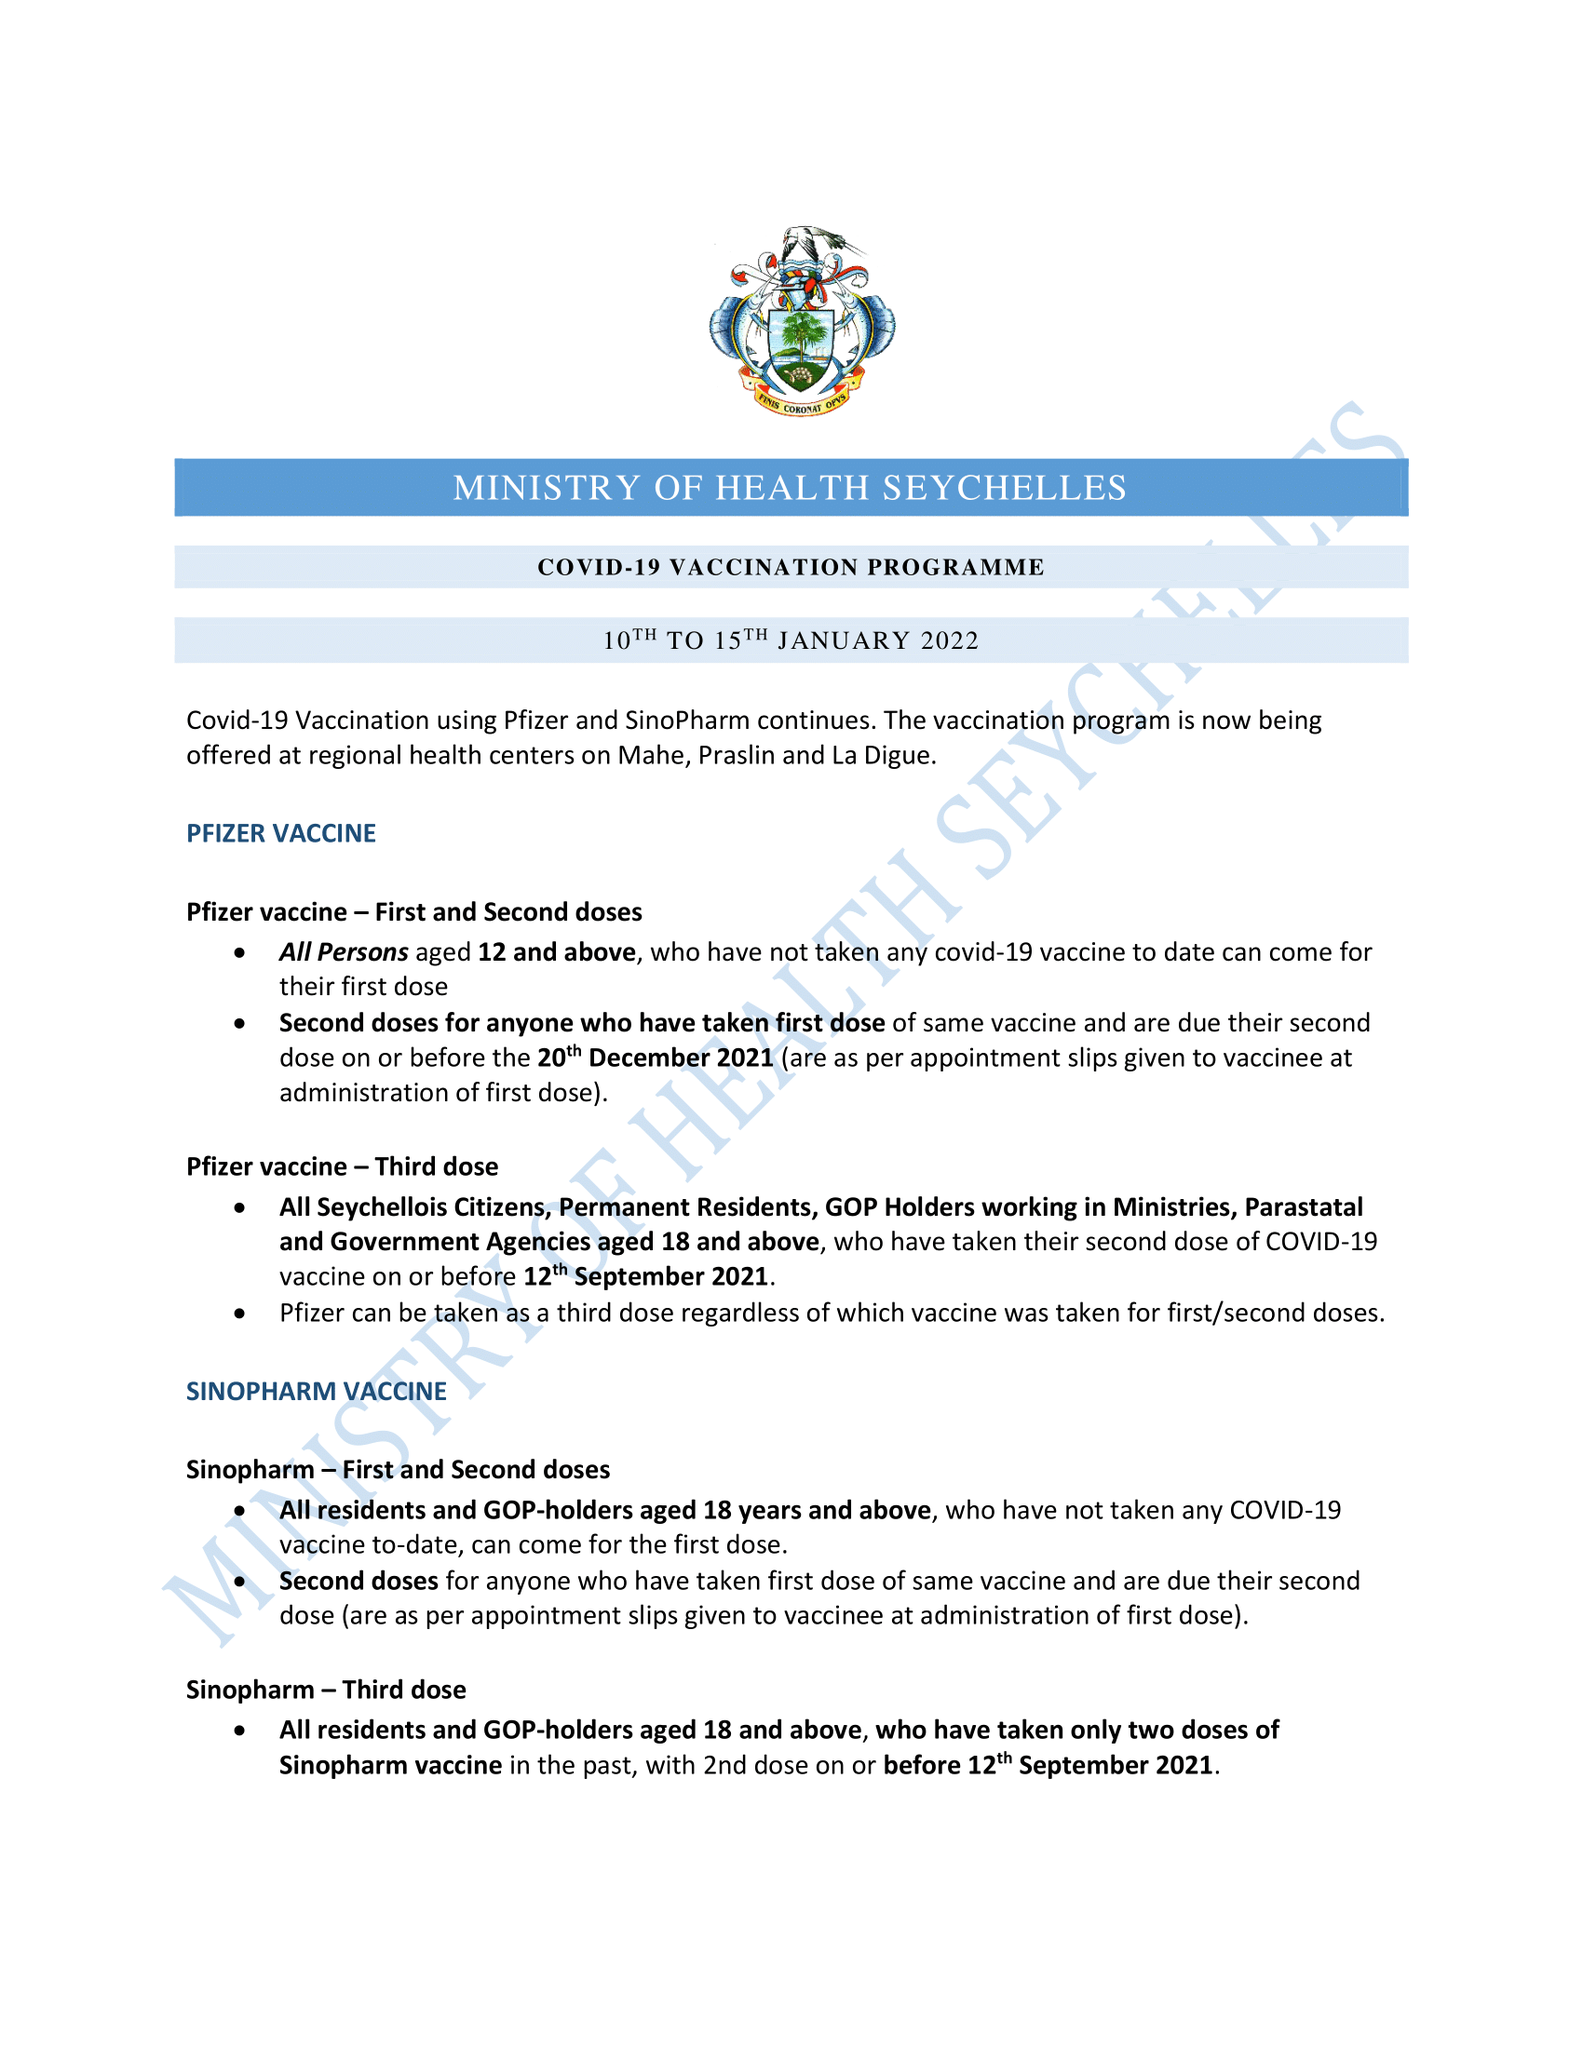 FINIS CORONAT OPVS
MINISTRY OF HEALTH SEYCHELLES
COVID-19 VACCINATION PROGRAMME
10TH TO 15TH JANUARY 2022
Covid-19 Vaccination using Pfizer and SinoPharm continues. The vaccination program is now being
offered at regional health centers on Mahe, Praslin and La Digue.
PFIZER VACCINE
Pfizer vaccine – First and Second doses
• All Persons aged 12 and above, who have not taken any covid-19 vaccine to date can come for
their first dose
• Second doses for anyone who have taken first dose of same vaccine and are due their second
dose on or before the 20th December 2021 (are as per appointment slips given to vaccinee at
administration of first dose).
Pfizer vaccine – Third dose
• All Seychellois Citizens, Permanent Residents, GOP Holders working in Ministries, Parastatal
and Government Agencies aged 18 and above, who have taken their second dose of COVID-19
vaccine on or before 12th September 2021.
• Pfizer can be taken as a third dose regardless of which vaccine was taken for first/second doses.
SINOPHARM VACCINE
Sinopharm – First and Second doses
• All residents and GOP-holders aged 18 years and above, who have not taken any COVID-19
vaccine to-date, can come for the first dose.
• Second doses for anyone who have taken first dose of same vaccine and are due their second
dose (are as per appointment slips given to vaccinee at administration of first dose).
Sinopharm – Third dose
• All residents and GOP-holders aged 18 and above, who have taken only two doses of
Sinopharm vaccine in the past, with 2nd dose on or before 12th September 2021.
MINISTRY OF HEALTH SEYCHELLES